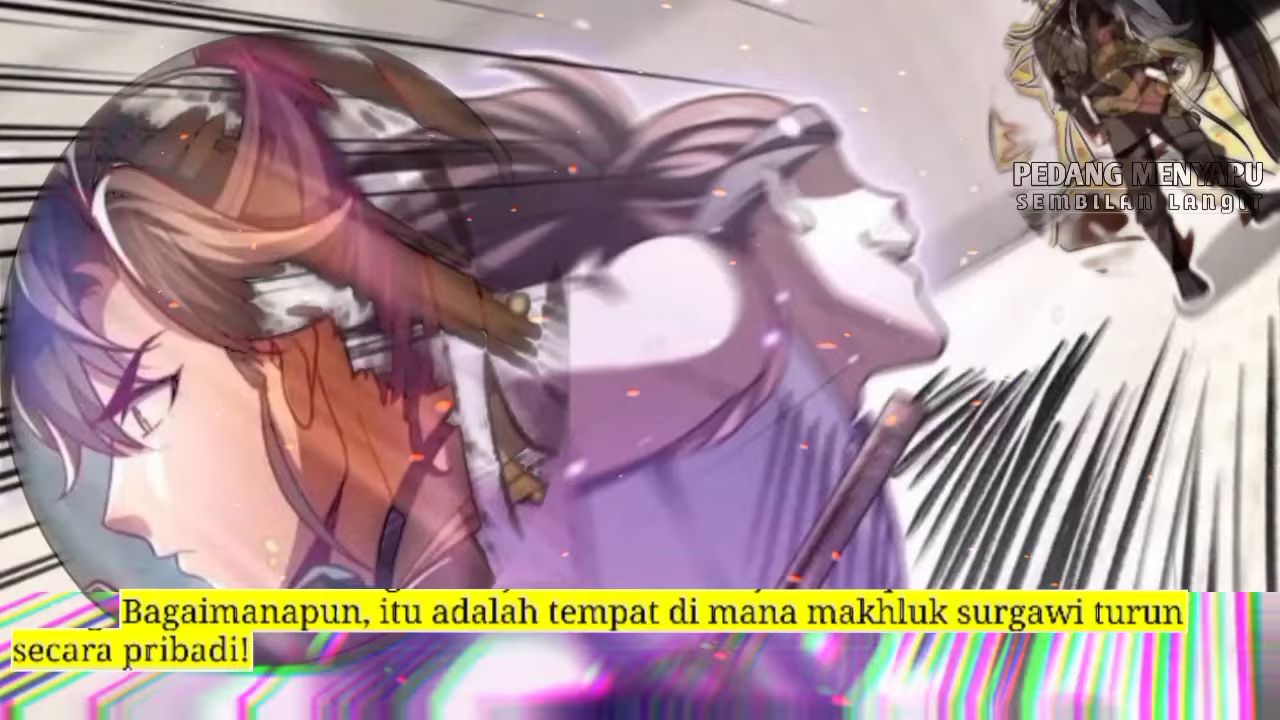 PEDANG MENYAPU
SEMBILAN LANGIT
Bagaimanapun, itu adalah tempat di mana makhluk surgawi turun
secara pribadi!